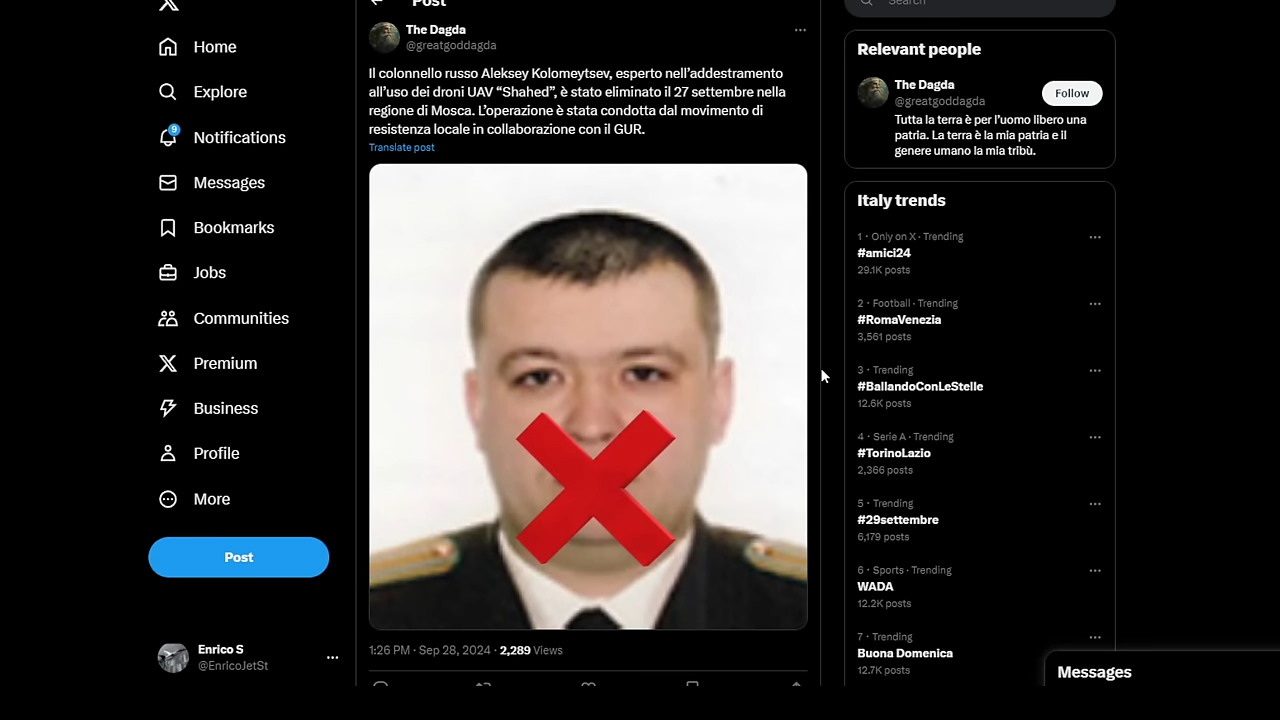 Home
Explore
9
Notifications
Messages
Bookmarks
Jobs
Communities
Premium
Business
Profile
More
Post
Enrico S
@EnricoJetSt
Post
The Dagda
@greatgoddagda
Il colonnello russo Aleksey Kolomeytsev, esperto nell'addestramento
all'uso dei droni UAV “Shahed”, è stato eliminato il 27 settembre nella
regione di Mosca. L'operazione è stata condotta dal movimento di
resistenza locale in collaborazione con il GUR.
Translate post
1:26 PM · Sep 28, 2024 · 2,289 Views
Search
Relevant people
The Dagda
@greatgoddagda
Follow
Tutta la terra è per l'uomo libero una
patria. La terra è la mia patria e il
genere umano la mia tribù.
Italy trends
1 · Only on X · Trending
#amici24
29.1K posts
2 · Football · Trending
#RomaVenezia
3,561 posts
3 · Trending
#BallandoConLeStelle
12.6K posts
4 · Serie A · Trending
#TorinoLazio
2,366 posts
5 · Trending
#29settembre
6,179 posts
6 · Sports · Trending
WADA
12.2K posts
7 · Trending
Buona Domenica
12.7K posts
Messages